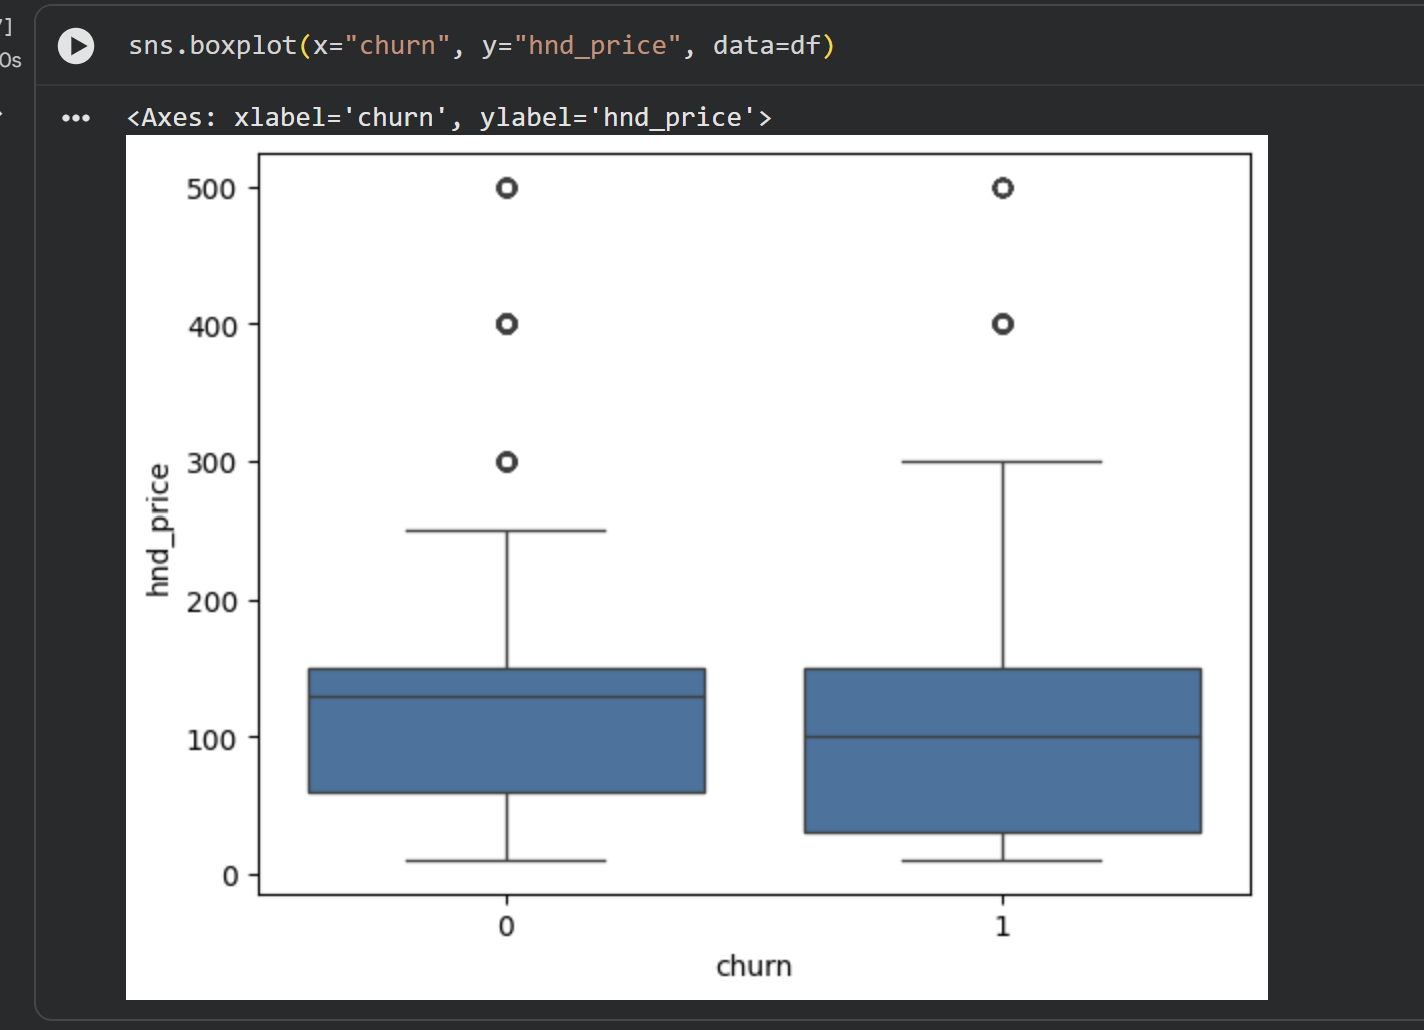 ]
0s
sns.boxplot(x="churn", y="hnd_price", data=df)
<Axes: xlabel='churn', ylabel='hnd_price'>
500
400
300
200
100
0
hnd_price
0 1
churn